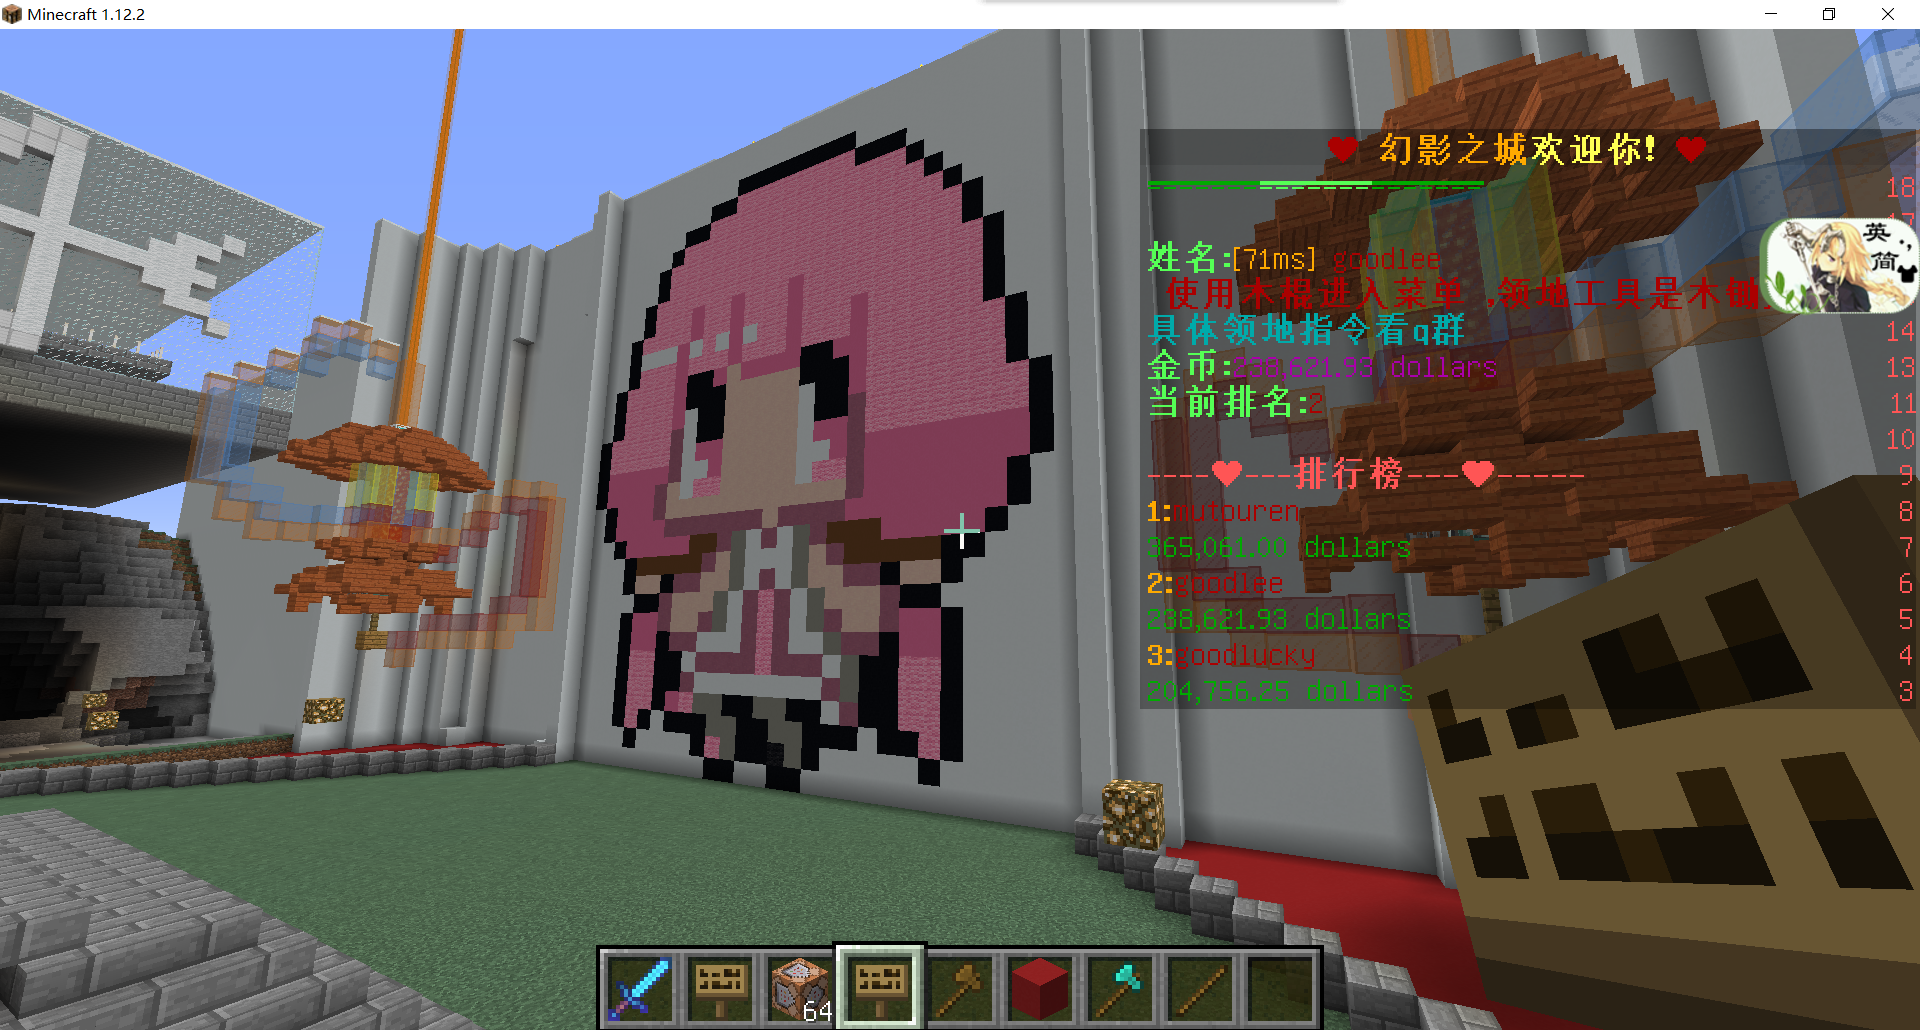 Minecraft 1.12.2
❤ 幻影之城欢迎你! ❤
18
姓名:[71ms] goodlee
英
简
使用木棍进入菜单,领地工具是木锄,
具体领地指令看q群
14
金币:238,621.93 dollars
13
当前排名:2
11
10
----❤---排行榜---❤-----
9
1:mutouren
8
365,061.00 dollars
7
2:goodlee
6
238,621.93 dollars
5
3:goodlucky
4
204,756.25 dollars
3
64